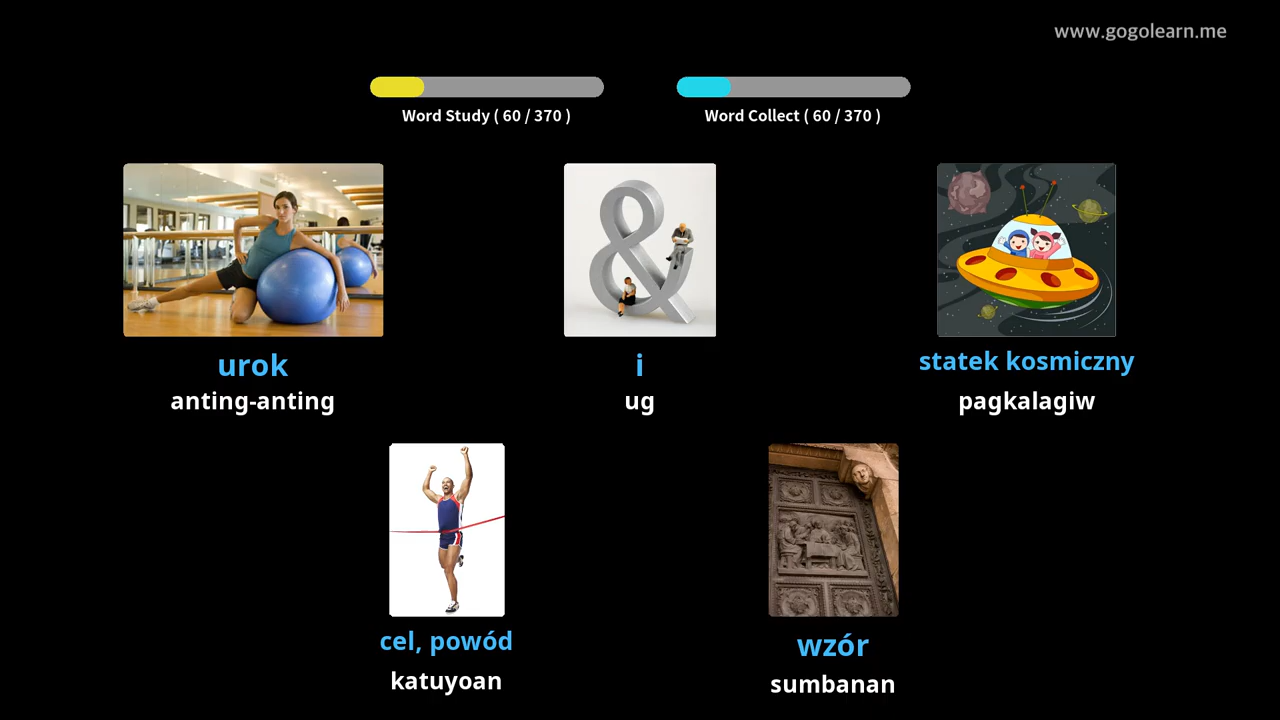 www.gogolearn.me
Word Study ( 60 / 370 )
Word Collect ( 60 / 370 )
urok
anting-anting
i
ug
statek kosmiczny
pagkalagiw
cel, powód
katuyoan
wzór
sumbanan